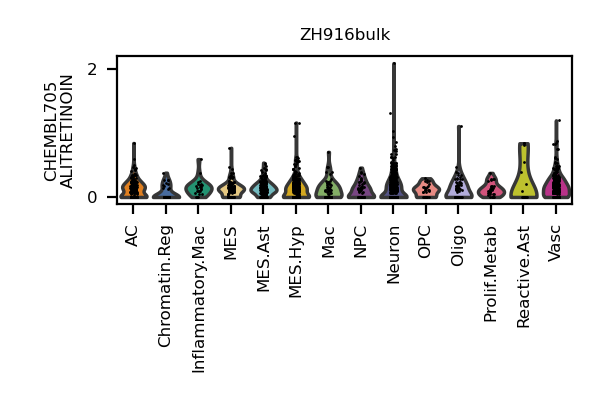 ZH916bulk
CHEMBL705
ALITRETINOIN
2
0
AC
Chromatin.Reg
Inflammatory.Mac
MES
MES.Ast
MES.Hyp
Mac
NPC
Neuron
OPC
Oligo
Prolif.Metab
Reactive.Ast
Vasc